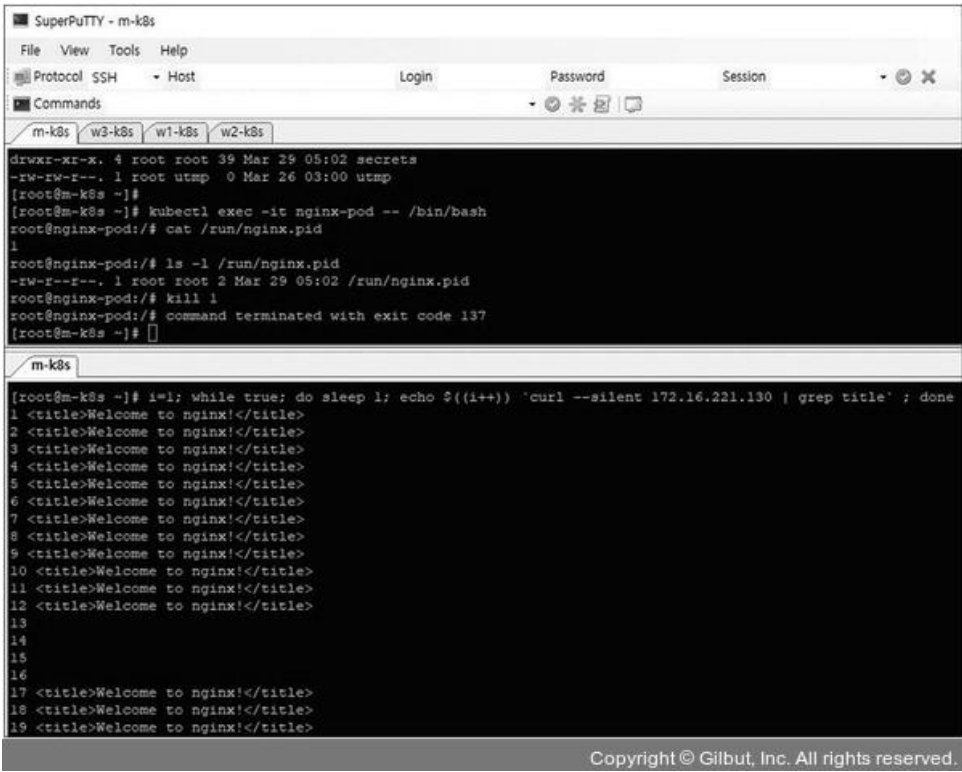 SuperPuTTY - m-k8s
File View Tools Help
Protocol SSH Host Login Password Session
Commands
m-k8s w3-k8s w1-k8s w2-k8s
drwxr-xr-x. 4 root root 39 Mar 29 05:02 secrets
-rw-rw-r--. 1 root utmp  0 Mar 26 03:00 utmp
[root@m-k8s ~]#
[root@m-k8s ~]# kubectl exec -it nginx-pod -- /bin/bash
root@nginx-pod:/# cat /run/nginx.pid
1
root@nginx-pod:/# ls -l /run/nginx.pid
-rw-r--r--. 1 root root 2 Mar 29 05:02 /run/nginx.pid
root@nginx-pod:/# kill 1
root@nginx-pod:/# command terminated with exit code 137
[root@m-k8s ~]#
m-k8s
[root@m-k8s ~]# i=1; while true; do sleep 1; echo $((i++)) `curl --silent 172.16.221.130 | grep title` ; done
1 <title>Welcome to nginx!</title>
2 <title>Welcome to nginx!</title>
3 <title>Welcome to nginx!</title>
4 <title>Welcome to nginx!</title>
5 <title>Welcome to nginx!</title>
6 <title>Welcome to nginx!</title>
7 <title>Welcome to nginx!</title>
8 <title>Welcome to nginx!</title>
9 <title>Welcome to nginx!</title>
10 <title>Welcome to nginx!</title>
11 <title>Welcome to nginx!</title>
12 <title>Welcome to nginx!</title>
13
14
15
16
17 <title>Welcome to nginx!</title>
18 <title>Welcome to nginx!</title>
19 <title>Welcome to nginx!</title>
Copyright © Gilbut, Inc. All rights reserved.